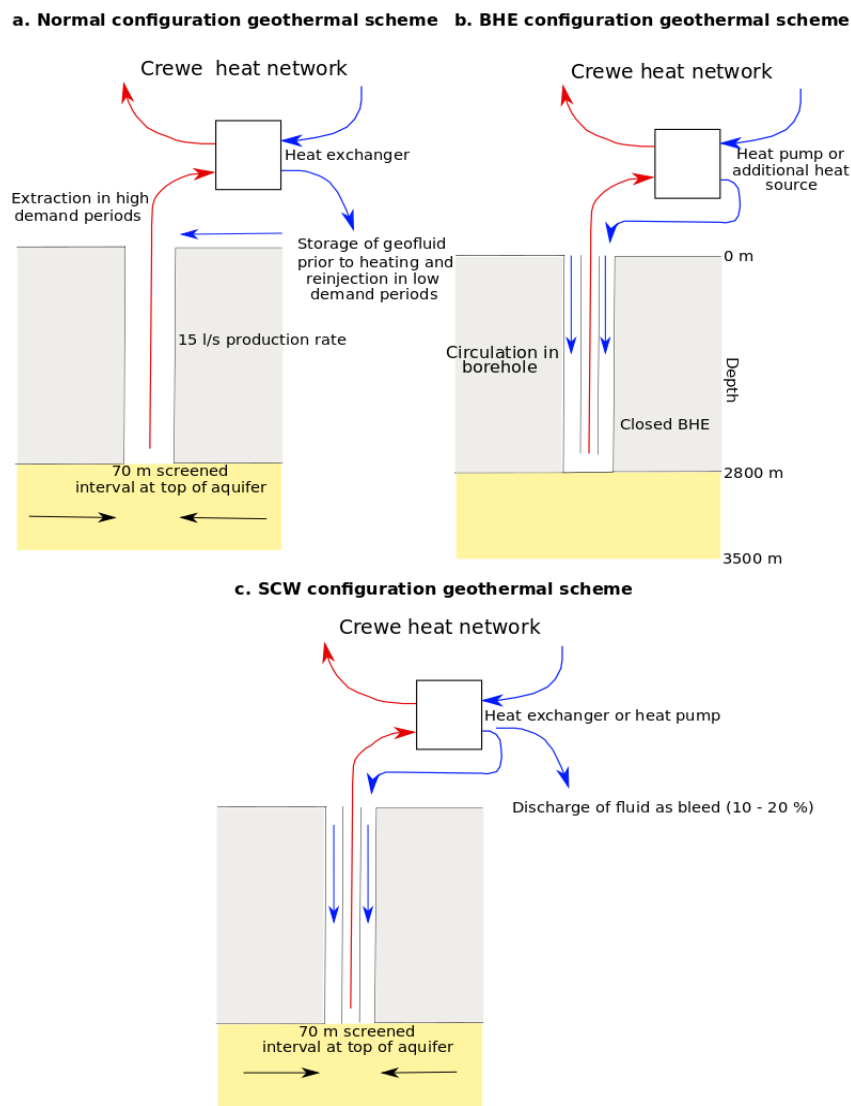 a. Normal configuration geothermal scheme
Crewe heat network
Heat exchanger
Extraction in high
demand periods
Storage of geofluid
prior to heating and
reinjection in low
demand periods
15 l/s production rate
70 m screened
interval at top of aquifer
b. BHE configuration geothermal scheme
Crewe heat network
Heat pump or
additional heat
source
0 m
Circulation in
borehole
Depth
Closed BHE
2800 m
3500 m
c. SCW configuration geothermal scheme
Crewe heat network
Heat exchanger or heat pump
Discharge of fluid as bleed (10 - 20 %)
70 m screened
interval at top of aquifer